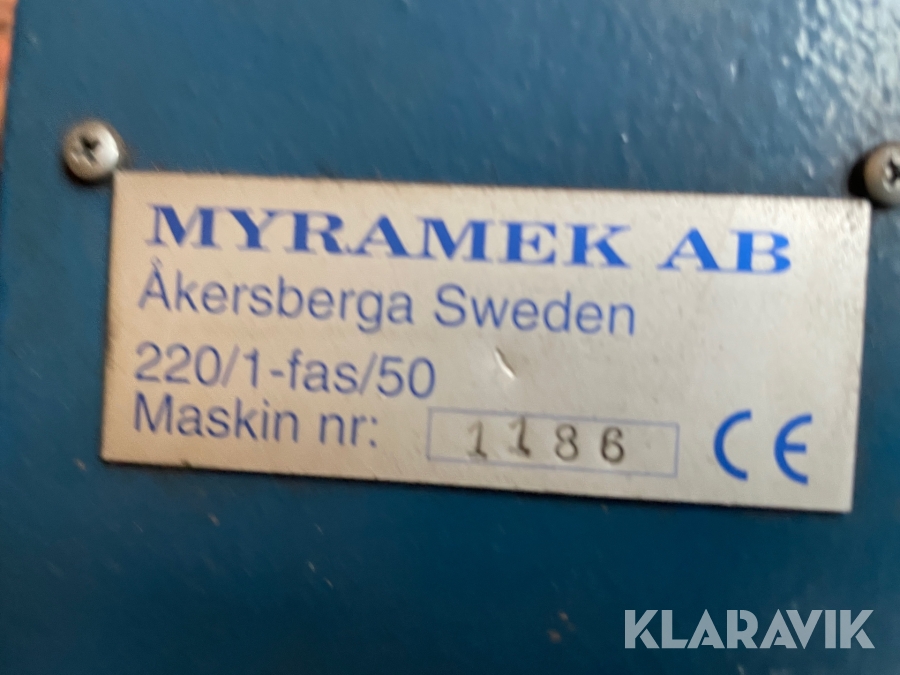 MYRAMEK AB
Åkersberga Sweden
220/1-fas/50
Maskin nr: 1186
CE
KLARAVIK